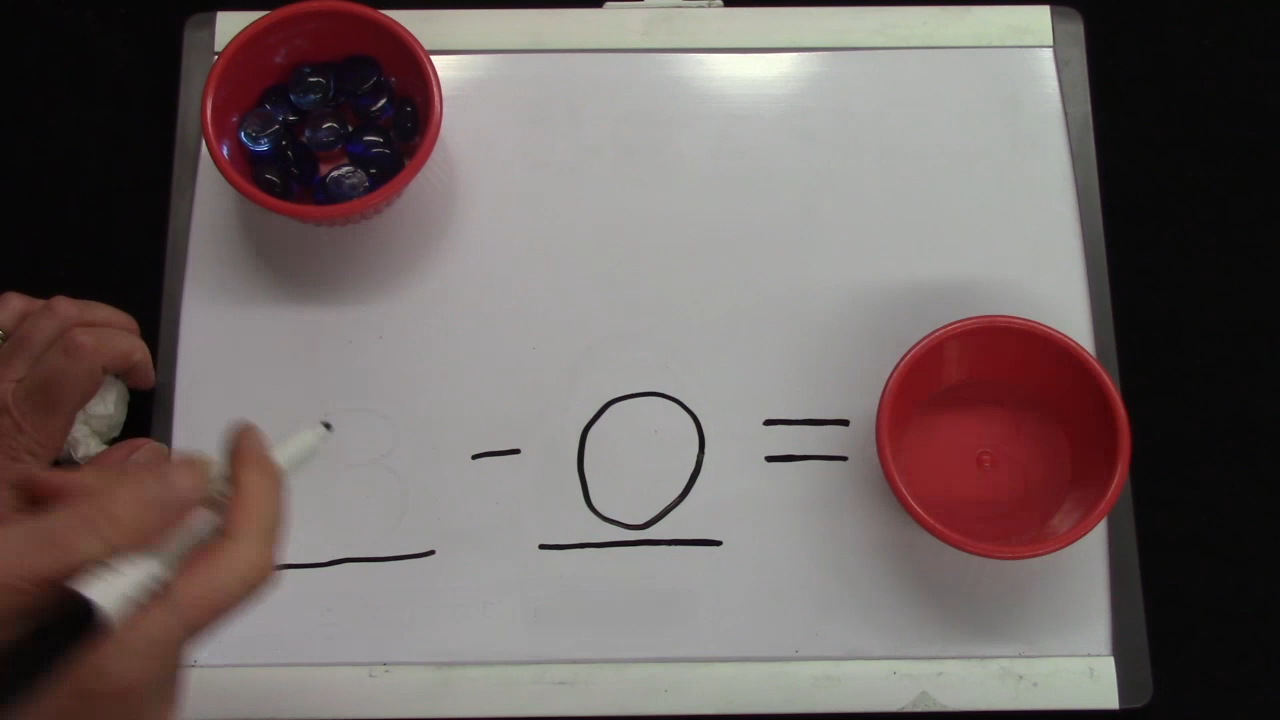 _ - 0 =